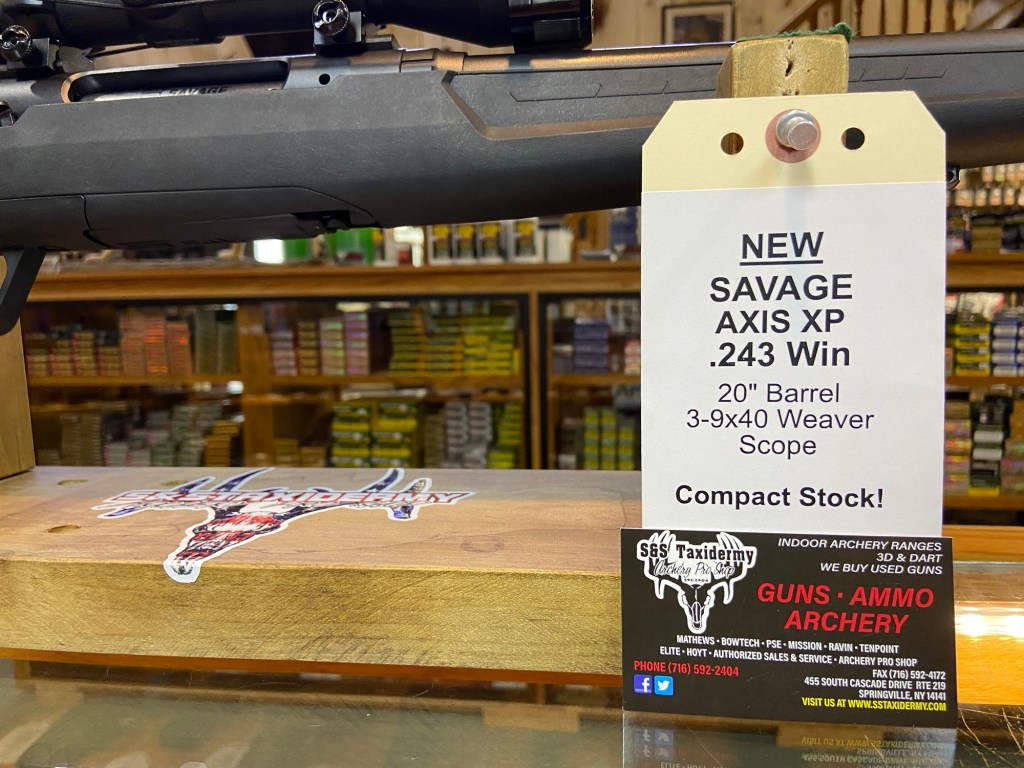 SAVAGE
NEW
SAVAGE
AXIS XP
.243 Win
20" Barrel
3-9x40 Weaver
Scope
Compact Stock!
S&S TAXIDERMY
S&S Taxidermy
Archery Pro Shop
INDOOR ARCHERY RANGES
3D & DART
WE BUY USED GUNS
GUNS • AMMO
ARCHERY
MATHEWS • BOWTECH • PSE • MISSION • RAVIN • TENPOINT
ELITE • HOYT • AUTHORIZED SALES & SERVICE • ARCHERY PRO SHOP
PHONE (716) 592-2404
FAX (716) 592-4172
455 SOUTH CASCADE DRIVE RTE 219
SPRINGVILLE, NY 14141
VISIT US AT WWW.SSTAXIDERMY.COM